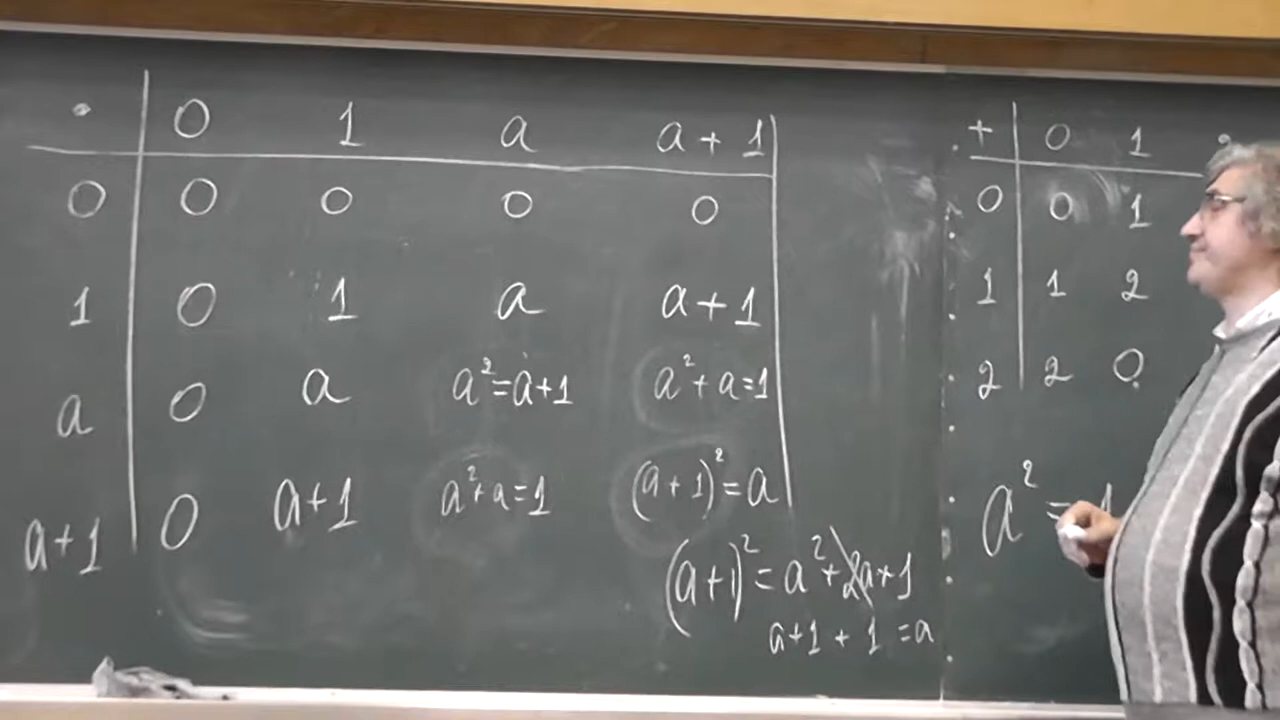 · 0 1 a a + 1
0 0 0 0 0
1 0 1 a a + 1
a 0 a a² = a + 1 a² + a = 1
a + 1 0 a + 1 a² + a = 1 (a + 1)² = a
(a + 1)² = a² + 2a + 1
a + 1 + 1 = a
+ 0 1
0 0 1
1 1 2
2 2 0
a² =